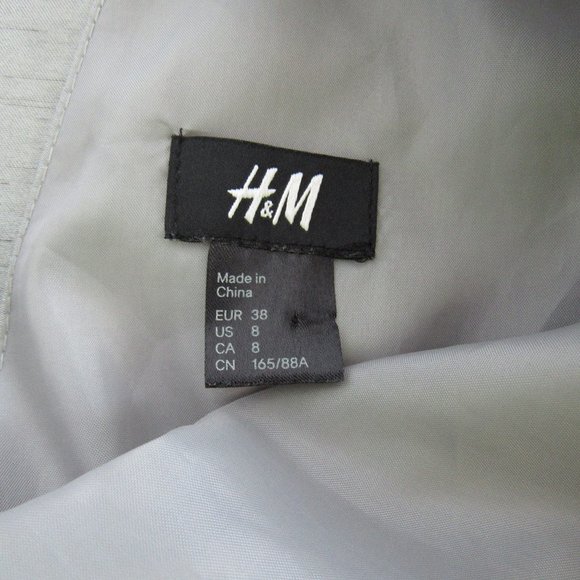 H&M
Made in
China
EUR 38
US 8
CA 8
CN 165/88A